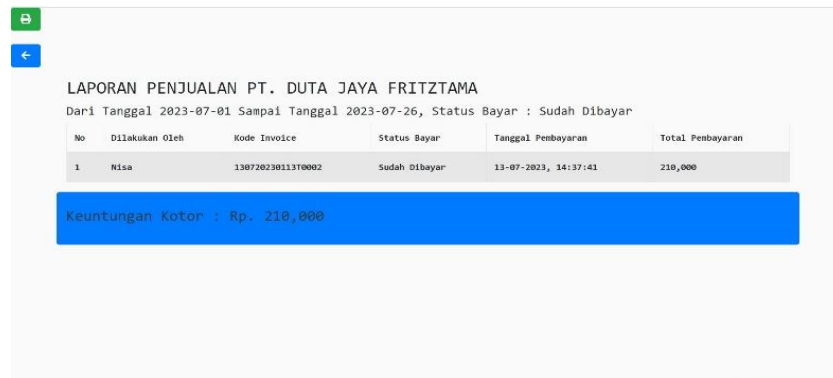 LAPORAN PENJUALAN PT. DUTA JAYA FRITZTAMA
Dari Tanggal 2023-07-01 Sampai Tanggal 2023-07-26, Status Bayar : Sudah Dibayar
No Dilakukan Oleh Kode Invoice Status Bayar Tanggal Pembayaran Total Pembayaran
1 Nisa 130720230113T0002 Sudah Dibayar 13-07-2023, 14:37:41 210,000
Keuntungan Kotor : Rp. 210,000